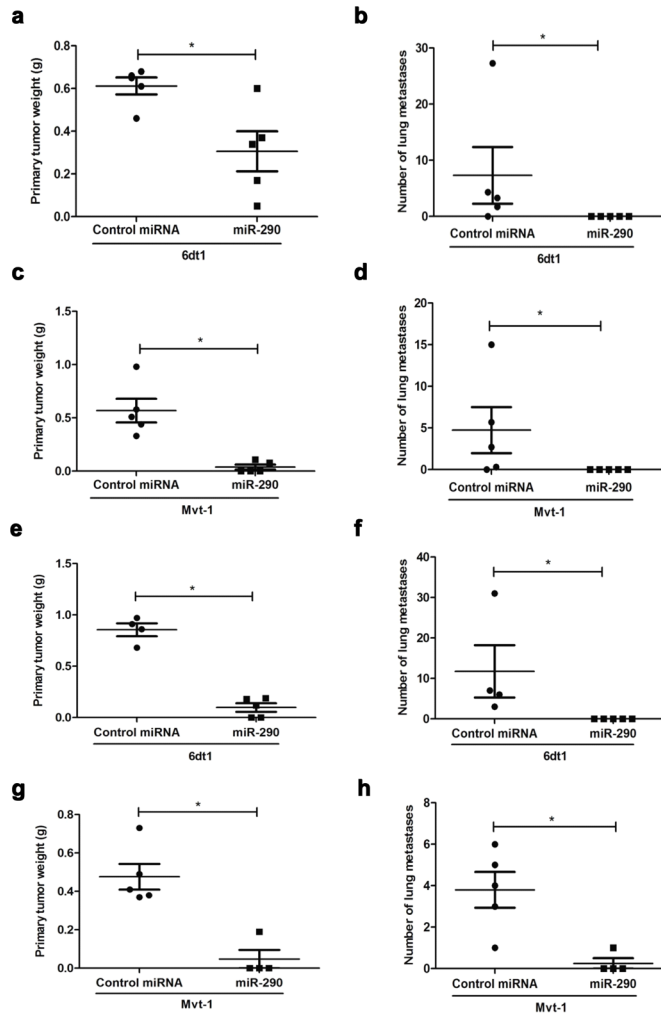 a
*
Primary tumor weight (g)
0.8
0.6
0.4
0.2
0.0
Control miRNA miR-290
6dt1
b
*
Number of lung metastases
30
20
10
0
Control miRNA miR-290
6dt1
c
*
Primary tumor weight (g)
1.5
1.0
0.5
0.0
Control miRNA miR-290
Mvt-1
d
*
Number of lung metastases
20
15
10
5
0
Control miRNA miR-290
Mvt-1
e
*
Primary tumor weight (g)
1.5
1.0
0.5
0.0
Control miRNA miR-290
6dt1
f
*
Number of lung metastases
40
30
20
10
0
Control miRNA miR-290
6dt1
g
*
Primary tumor weight (g)
0.8
0.6
0.4
0.2
0.0
Control miRNA miR-290
Mvt-1
h
*
Number of lung metastases
8
6
4
2
0
Control miRNA miR-290
Mvt-1